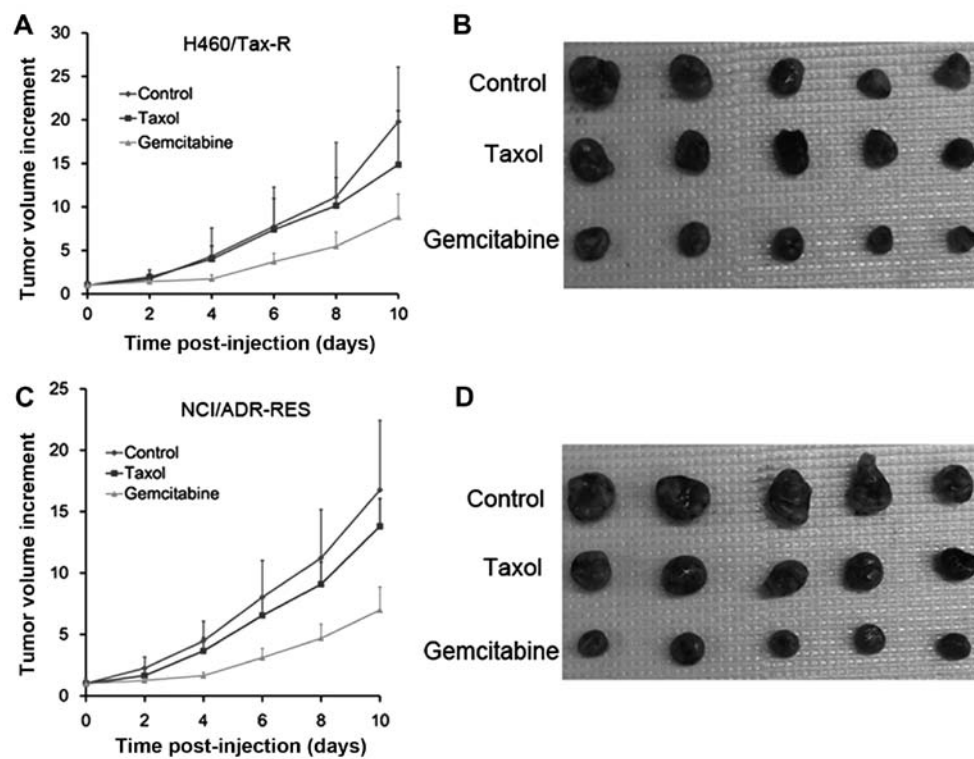 A
H460/Tax-R
30
25
20
15
10
5
0
Tumor volume increment
Control
Taxol
Gemcitabine
0 2 4 6 8 10
Time post-injection (days)
B
Control
Taxol
Gemcitabine
C
NCI/ADR-RES
25
20
15
10
5
0
Tumor volume increment
Control
Taxol
Gemcitabine
0 2 4 6 8 10
Time post-injection (days)
D
Control
Taxol
Gemcitabine